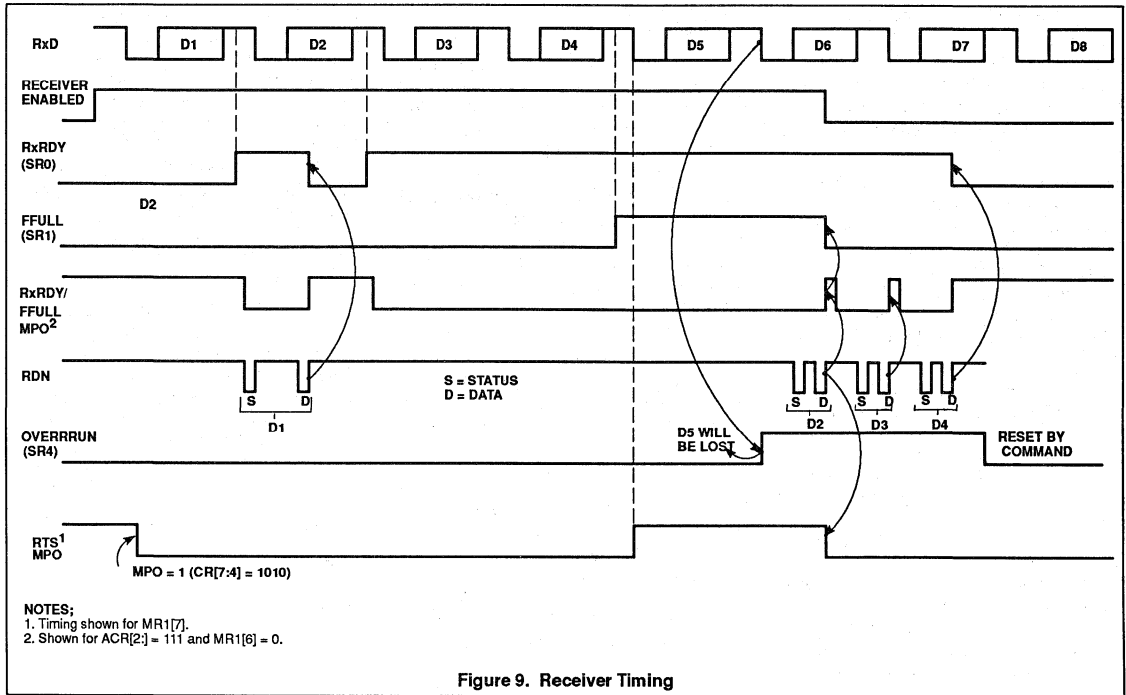 RxD
D1 D2 D3 D4 D5 D6 D7 D8
RECEIVER
ENABLED
RxRDY
(SR0)
D2
FFULL
(SR1)
RxRDY/
FFULL
MPO2
RDN
S D S D S D S D
D1 D2 D3 D4
S = STATUS
D = DATA
OVERRRUN
(SR4)
D5 WILL
BE LOST
RESET BY
COMMAND
RTS1
MPO
MPO = 1 (CR[7:4] = 1010)
NOTES;
1. Timing shown for MR1[7].
2. Shown for ACR[2:] = 111 and MR1[6] = 0.
Figure 9. Receiver Timing